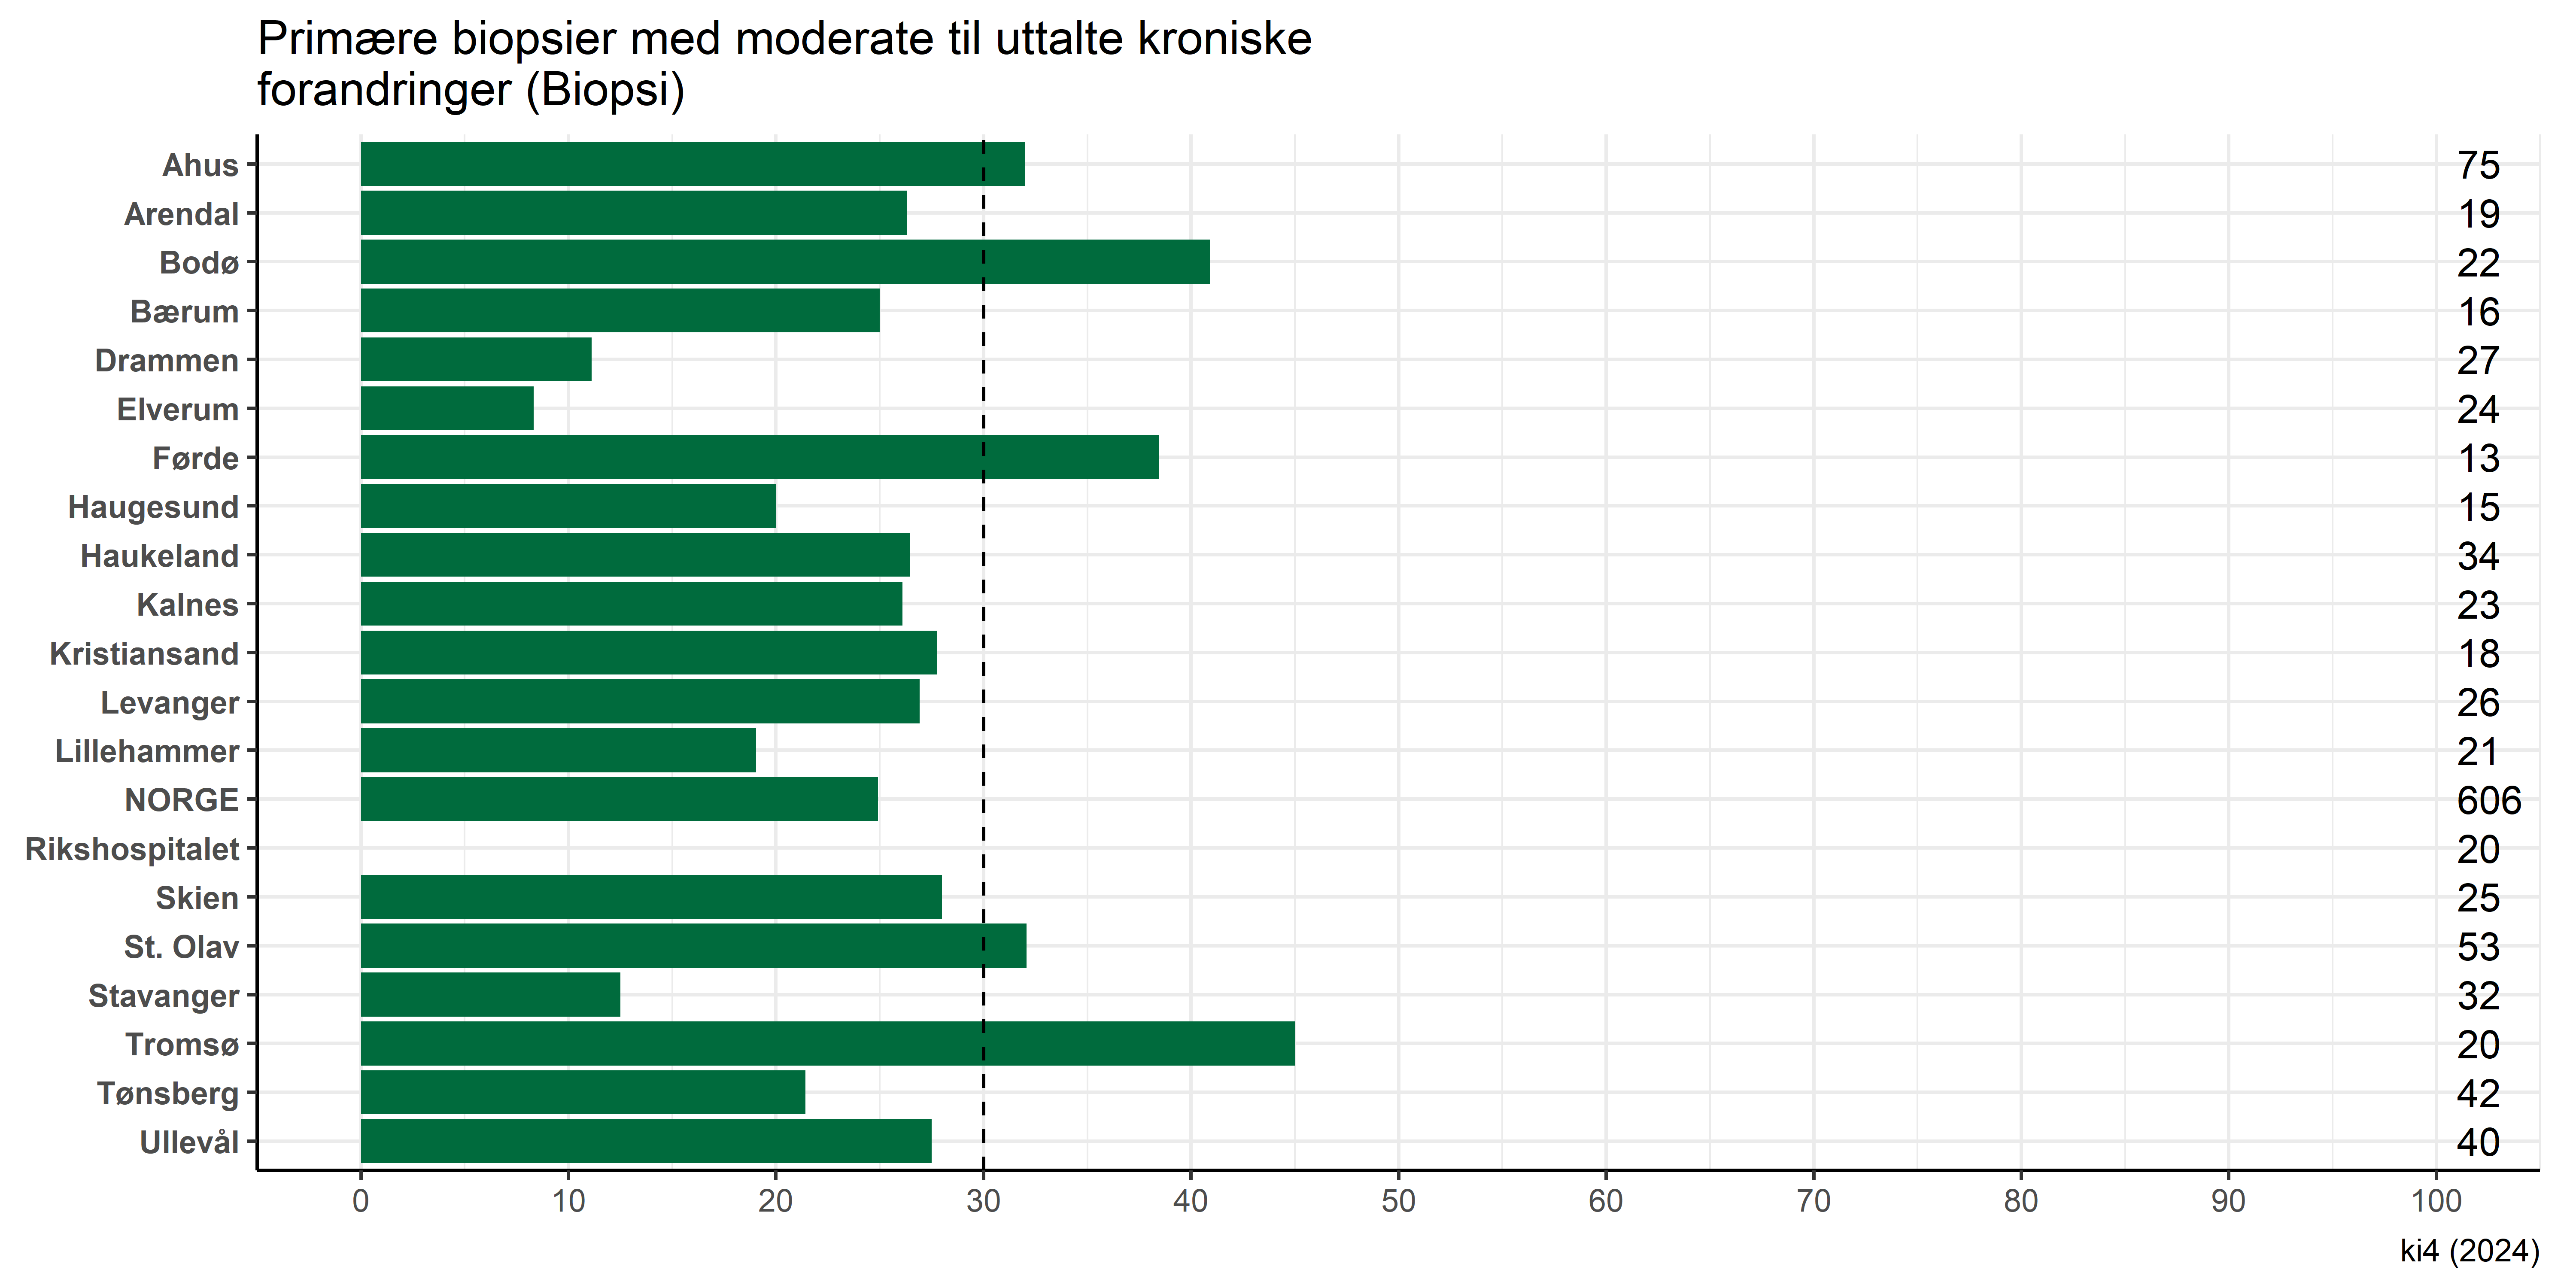 Primære biopsier med moderate til uttalte kroniske
forandringer (Biopsi)
Ahus 75
Arendal 19
Bodø 22
Bærum 16
Drammen 27
Elverum 24
Førde 13
Haugesund 15
Haukeland 34
Kalnes 23
Kristiansand 18
Levanger 26
Lillehammer 21
NORGE 606
Rikshospitalet 20
Skien 25
St. Olav 53
Stavanger 32
Tromsø 20
Tønsberg 42
Ullevål 40
0 10 20 30 40 50 60 70 80 90 100
ki4 (2024)